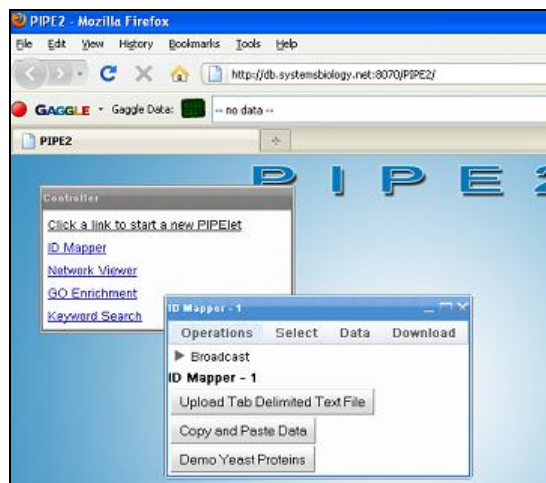 PIPE2 - Mozilla Firefox
File Edit View History Bookmarks Tools Help
http://db.systemsbiology.net:8070/PIPE2/
GAGGLE Gaggle Data: -- no data --
PIPE2
PIPE2
Controller
Click a link to start a new PIPElet
ID Mapper
Network Viewer
GO Enrichment
Keyword Search
ID Mapper - 1
Operations Select Data Download
Broadcast
ID Mapper - 1
Upload Tab Delimited Text File
Copy and Paste Data
Demo Yeast Proteins